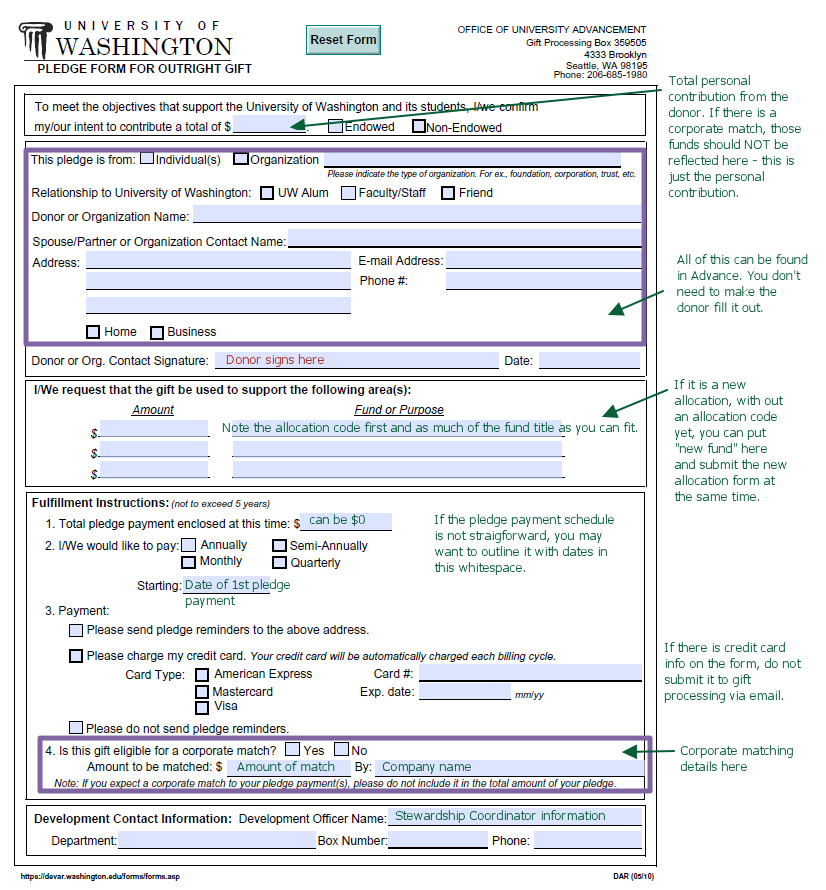 UNIVERSITY OF
WASHINGTON
PLEDGE FORM FOR OUTRIGHT GIFT
Reset Form
OFFICE OF UNIVERSITY ADVANCEMENT
Gift Processing Box 359505
4333 Brooklyn
Seattle, WA 98195
Phone: 206-685-1980
To meet the objectives that support the University of Washington and its students, I/we confirm
my/our intent to contribute a total of $ . Endowed Non-Endowed
Total personal
contribution from the
donor. If there is a
corporate match, those
funds should NOT be
reflected here - this is
just the personal
contribution.
This pledge is from: Individual(s) Organization
Please indicate the type of organization. For ex., foundation, corporation, trust, etc.
Relationship to University of Washington: UW Alum Faculty/Staff Friend
Donor or Organization Name:
Spouse/Partner or Organization Contact Name:
Address: E-mail Address:
Phone #:
Home Business
All of this can be found
in Advance. You don't
need to make the
donor fill it out.
Donor or Org. Contact Signature: Donor signs here Date:
I/We request that the gift be used to support the following area(s):
Amount Fund or Purpose
$ Note the allocation code first and as much of the fund title as you can fit.
$
$
If it is a new
allocation, with out
an allocation code
yet, you can put
"new fund" here
and submit the new
allocation form at
the same time.
Fulfillment Instructions: (not to exceed 5 years)
1. Total pledge payment enclosed at this time: $ can be $0
2. I/We would like to pay: Annually Semi-Annually
Monthly Quarterly
Starting: Date of 1st pledge
payment
If the pledge payment schedule
is not straigforward, you may
want to outline it with dates in
this whitespace.
3. Payment:
Please send pledge reminders to the above address.
Please charge my credit card. Your credit card will be automatically charged each billing cycle.
Card Type: American Express Card #:
Mastercard Exp. date: mm/yy
Visa
Please do not send pledge reminders.
If there is credit card
info on the form, do not
submit it to gift
processing via email.
4. Is this gift eligible for a corporate match? Yes No
Amount to be matched: $ Amount of match By: Company name
Note: If you expect a corporate match to your pledge payment(s), please do not include it in the total amount of your pledge.
Corporate matching
details here
Development Contact Information: Development Officer Name: Stewardship Coordinator information
Department: Box Number: Phone:
https://devar.washington.edu/forms/forms.asp DAR (05/10)